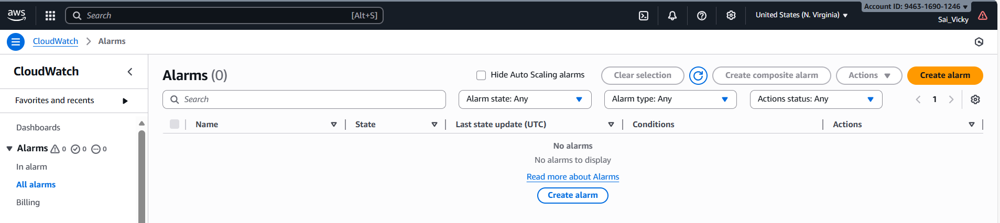 aws
Search [Alt+S]
United States (N. Virginia)
Account ID: 9463-1690-1246
Sai_Vicky
CloudWatch Alarms
CloudWatch
Favorites and recents
Dashboards
Alarms 0 0 0
In alarm
All alarms
Billing
Alarms (0)
Hide Auto Scaling alarms
Clear selection
Create composite alarm
Actions
Create alarm
Search
Alarm state: Any
Alarm type: Any
Actions status: Any
1
Name State Last state update (UTC) Conditions Actions
No alarms
No alarms to display
Read more about Alarms
Create alarm